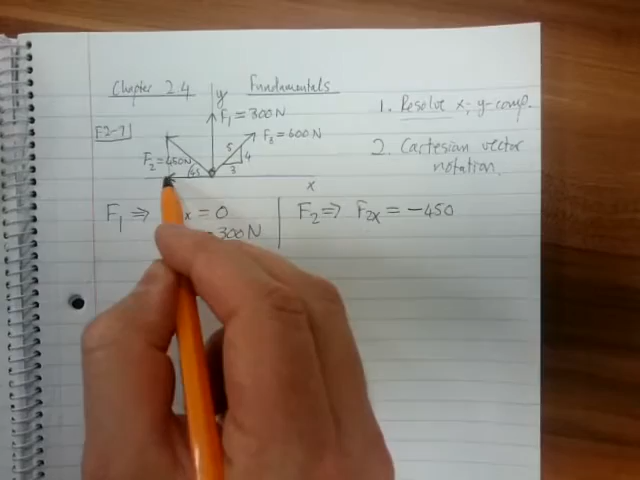 Chapter 2.4 Fundamentals
F2-7
y
F1 = 300 N
F3 = 600 N
F2 = 450 N
45
5
4
3
x
1. Resolve x-, y-comp.
2. Cartesian vector
notation.
F1 ⇒ x = 0
= 300 N
F2 ⇒ F2x = -450